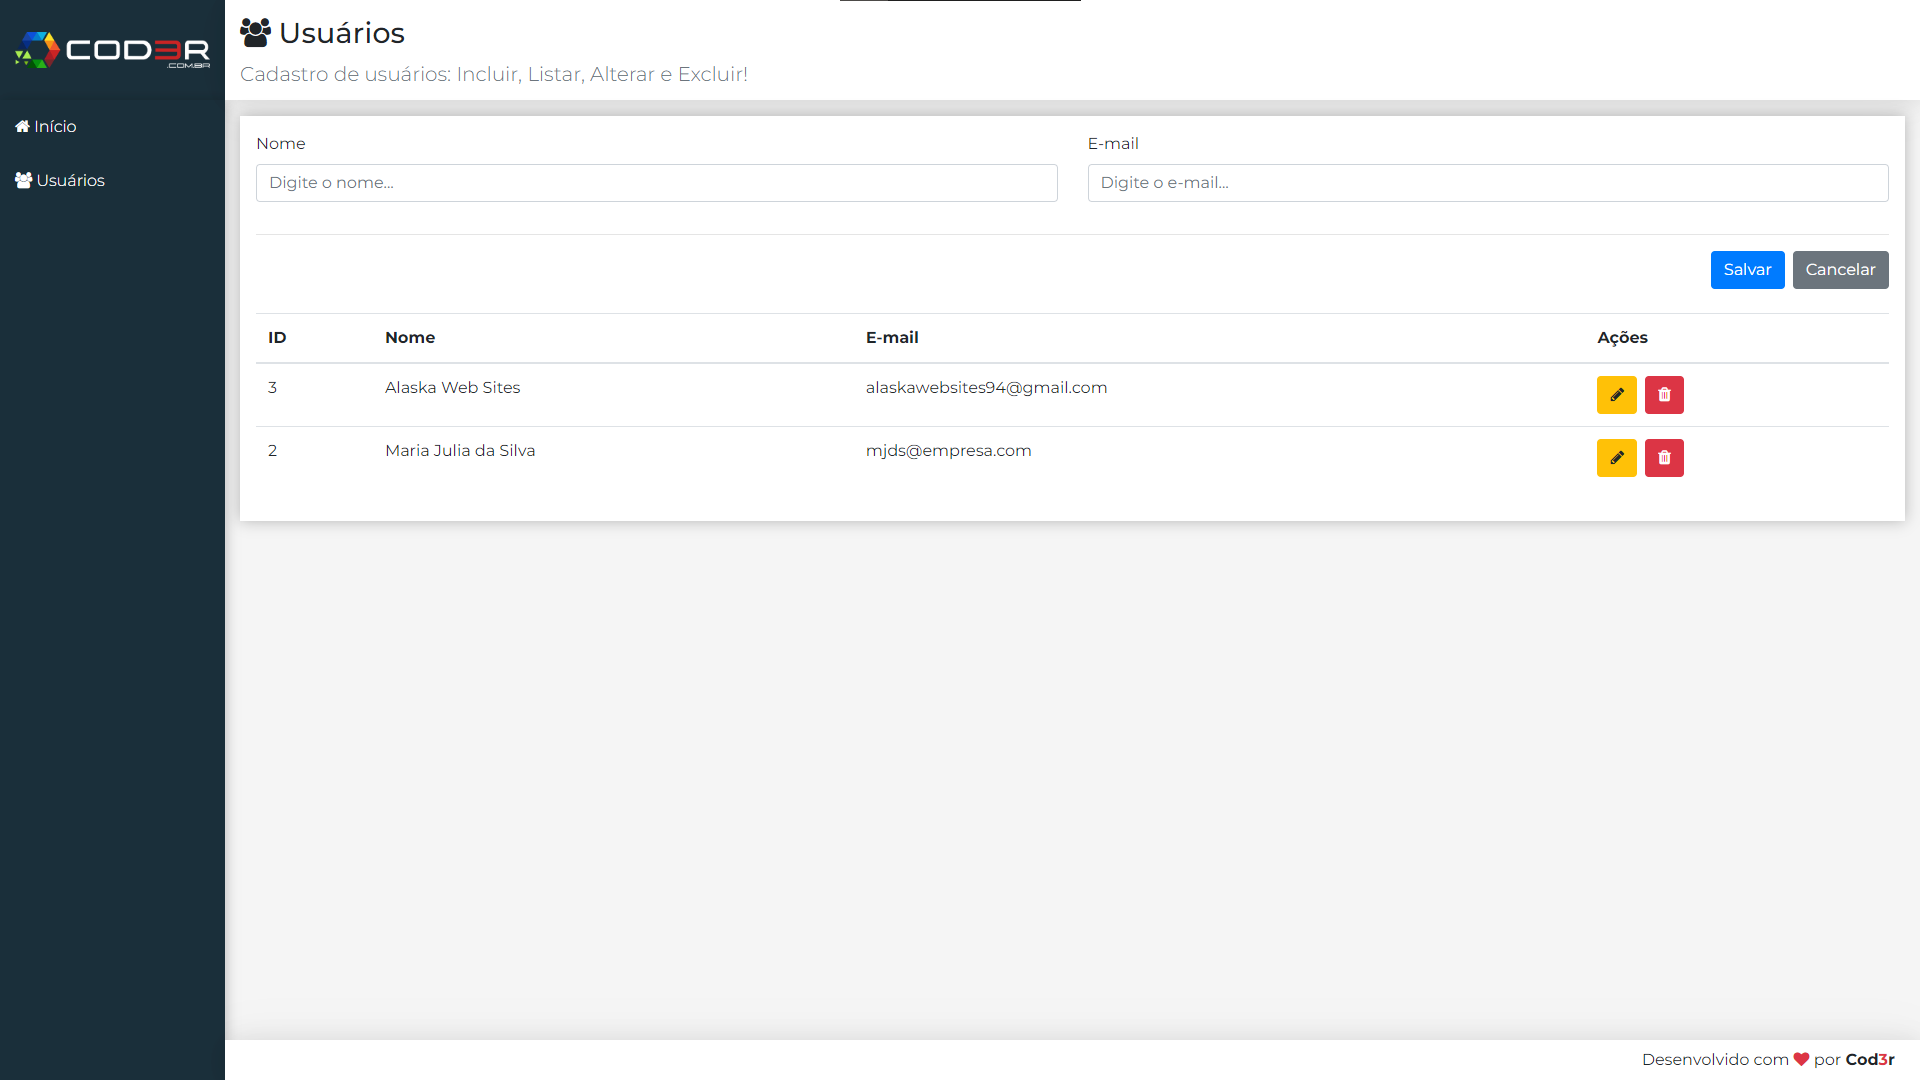 COD3R
.COM.BR
Início
Usuários
Usuários
Cadastro de usuários: Incluir, Listar, Alterar e Excluir!
Nome
E-mail
Digite o nome...
Digite o e-mail...
Salvar Cancelar
ID Nome E-mail Ações
3 Alaska Web Sites alaskawebsites94@gmail.com
2 Maria Julia da Silva mjds@empresa.com
Desenvolvido com por Cod3r